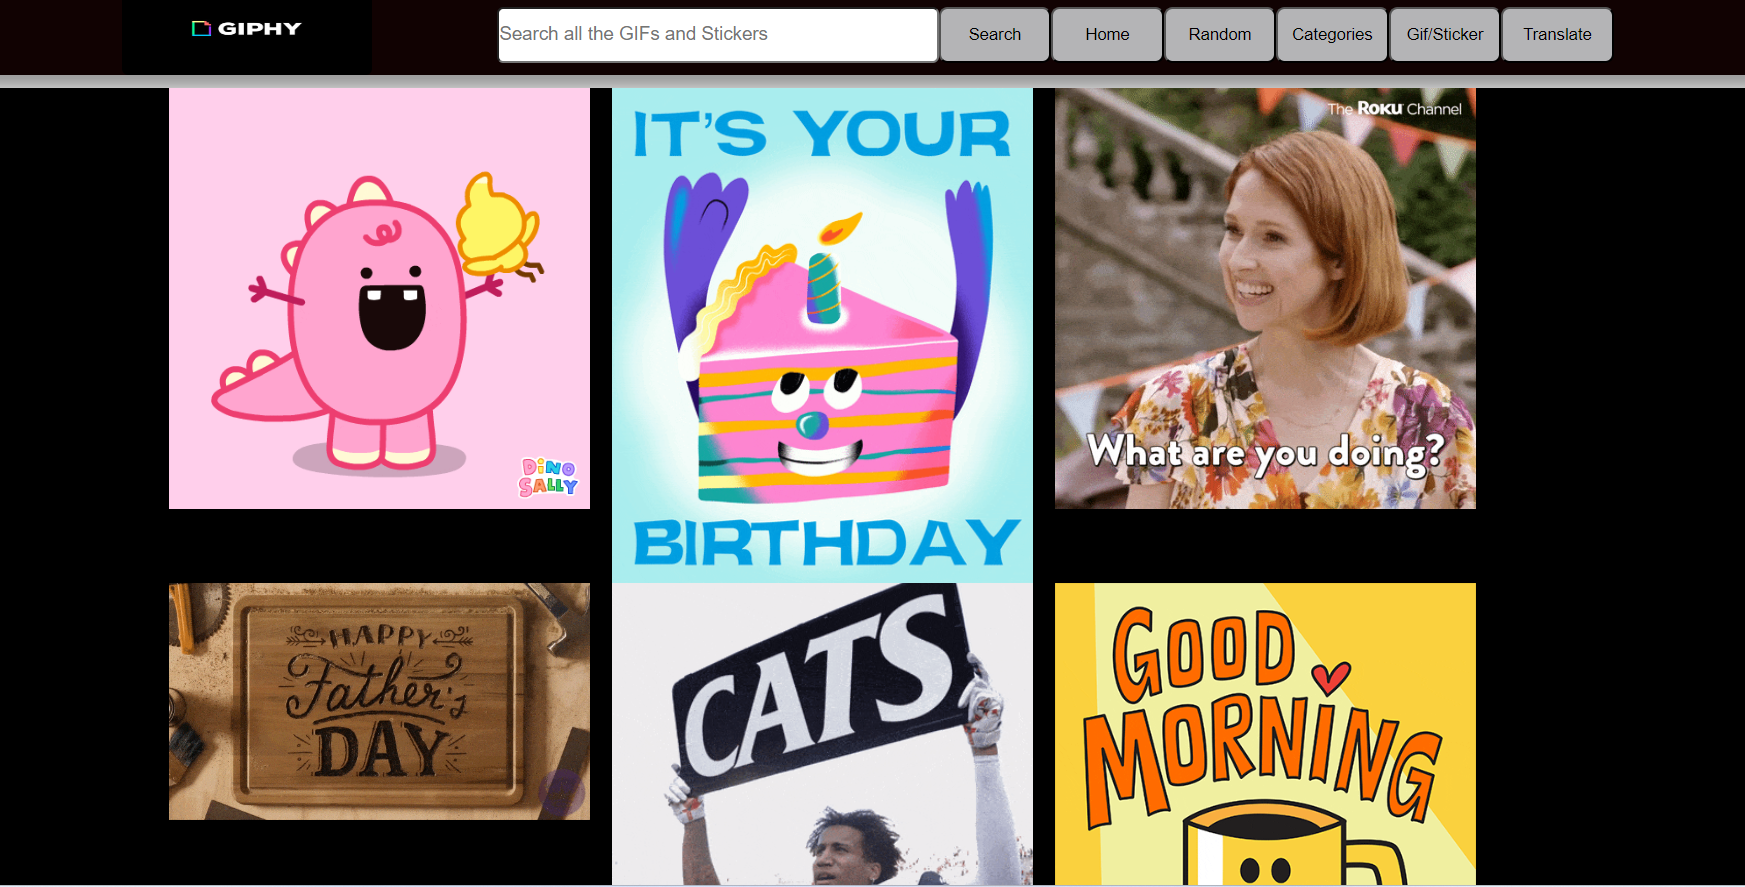 GIPHY
Search all the GIFs and Stickers
Search
Home
Random
Categories
Gif/Sticker
Translate
DiNO
SALLY
IT'S YOUR
BIRTHDAY
The ROKU Channel
What are you doing?
HAPPY
Father's
DAY
CATS
GOOD
MORNING